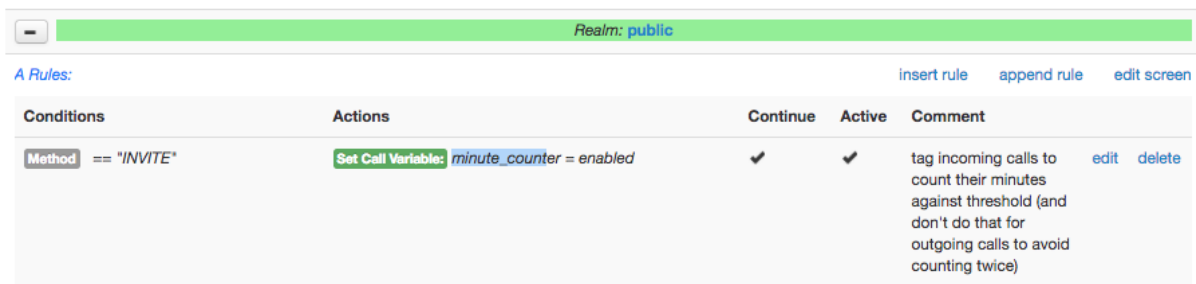 Realm: public
A Rules: insert rule append rule edit screen
Conditions Actions Continue Active Comment
Method == "INVITE" Set Call Variable: minute_counter = enabled tag incoming calls to edit delete
count their minutes
against threshold (and
don't do that for
outgoing calls to avoid
counting twice)